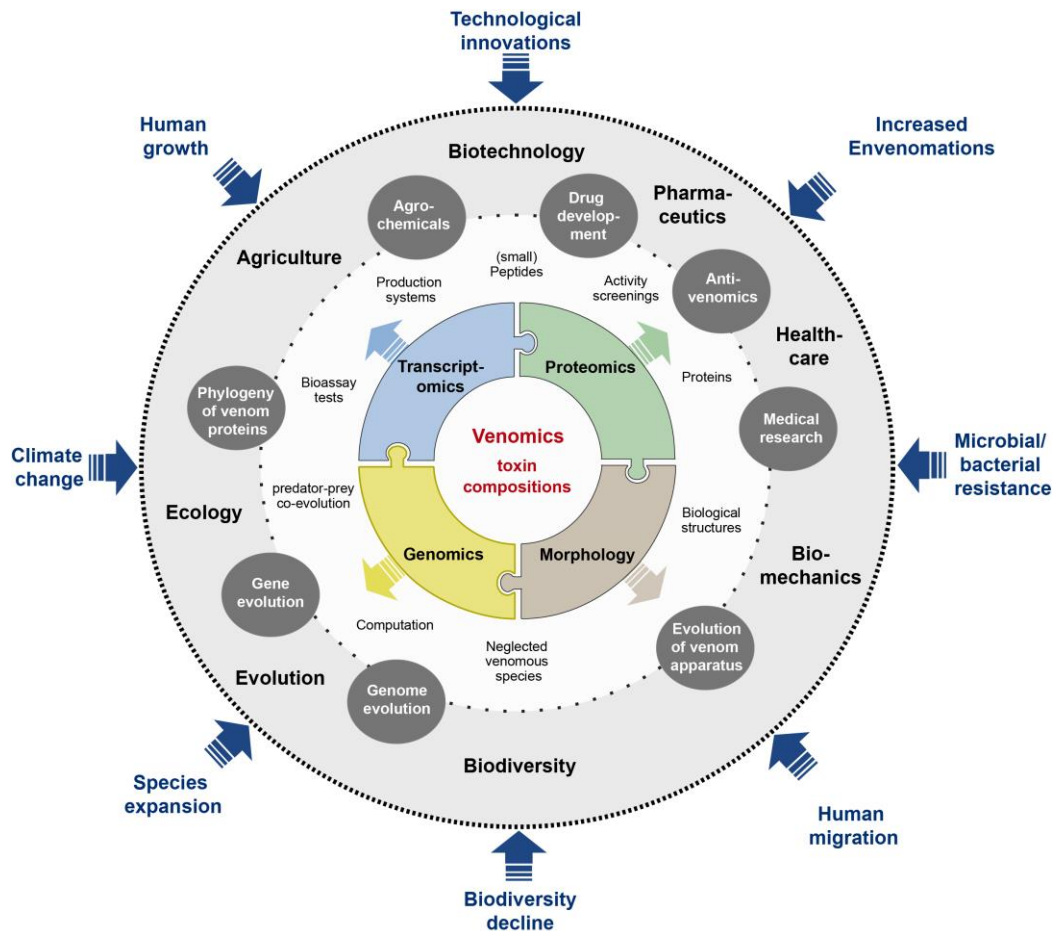 Technological
innovations
Human
growth
Increased
Envenomations
Biotechnology
Pharma-
ceutics
Agro-
chemicals
Drug
develop-
ment
Agriculture
(small)
Peptides
Production
systems
Activity
screenings
Anti-
venomics
Health-
care
Transcript-
omics
Proteomics
Bioassay
tests
Proteins
Phylogeny
of venom
proteins
Medical
research
Venomics
toxin
compositions
Climate
change
Microbial/
bacterial
resistance
predator-prey
co-evolution
Ecology
Biological
structures
Genomics
Morphology
Bio-
mechanics
Gene
evolution
Computation
Neglected
venomous
species
Evolution
of venom
apparatus
Evolution
Genome
evolution
Biodiversity
Species
expansion
Human
migration
Biodiversity
decline